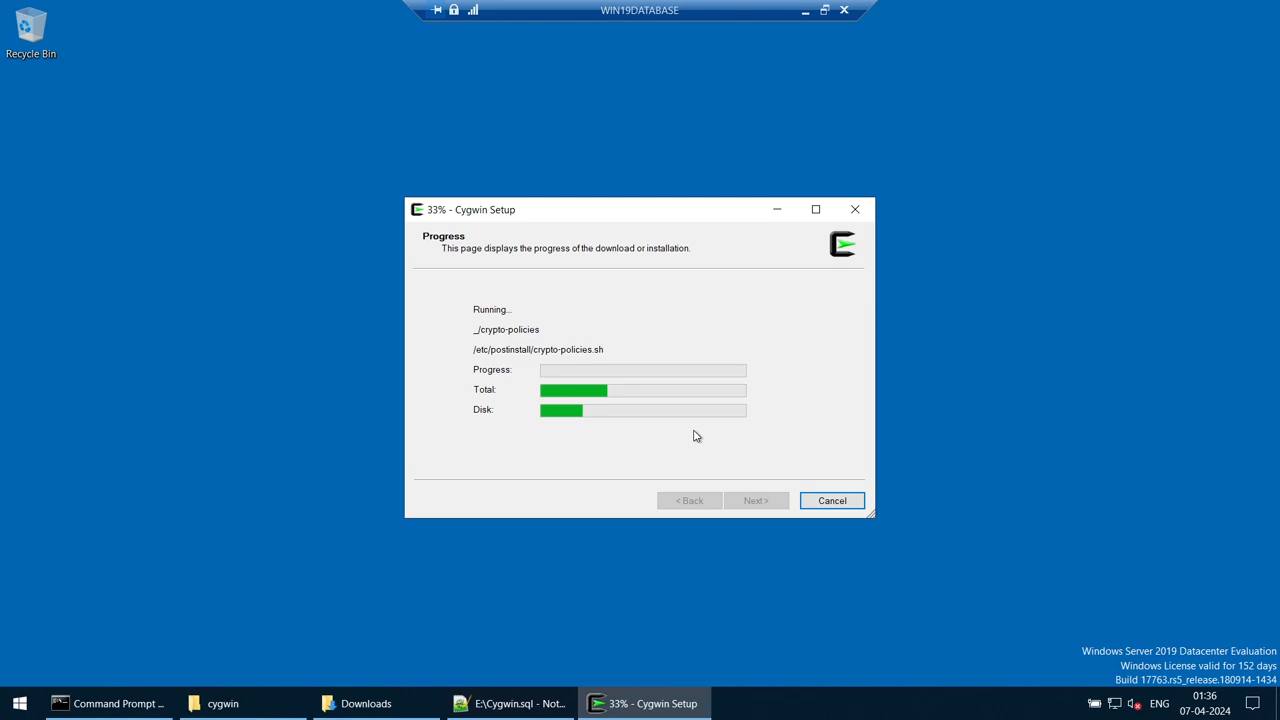 WIN19DATABASE
Recycle Bin
33% - Cygwin Setup
Progress
This page displays the progress of the download or installation.
Running...
_/crypto-policies
/etc/postinstall/crypto-policies.sh
Progress:
Total:
Disk:
< Back
Next >
Cancel
Windows Server 2019 Datacenter Evaluation
Windows License valid for 152 days
Build 17763.rs5_release.180914-1434
Command Prompt ...
cygwin
Downloads
E:\Cygwin.sql - Not...
33% - Cygwin Setup
ENG
01:36
07-04-2024